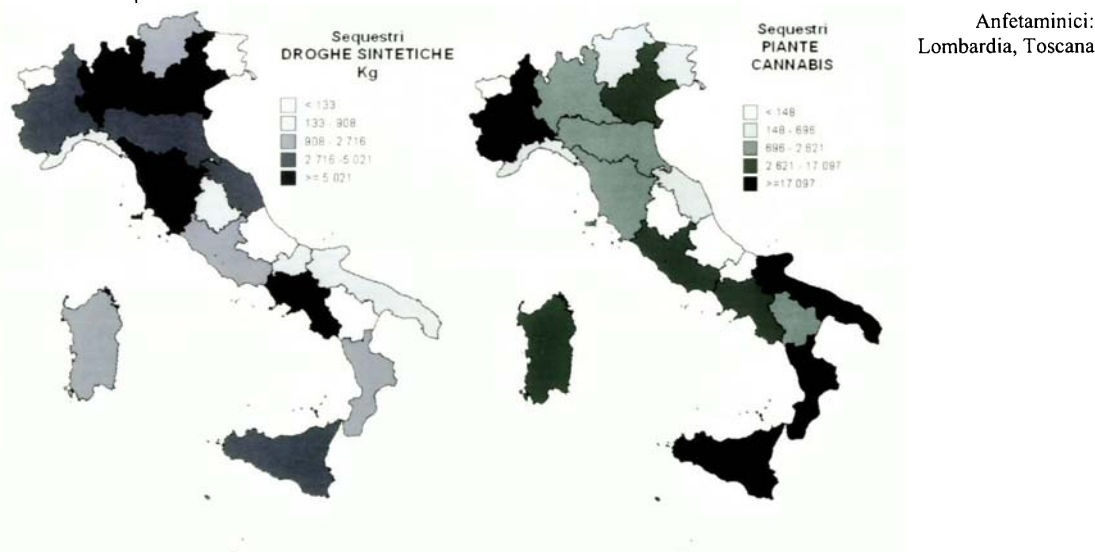 Sequestri
DROGHE SINTETICHE
Kg
< 133
133 - 908
908 - 2 716
2 716 - 5 021
>= 5 021
Sequestri
PIANTE
CANNABIS
< 148
148 - 696
696 - 2 621
2 621 - 17 097
>=17 097
Anfetaminici:
Lombardia, Toscana